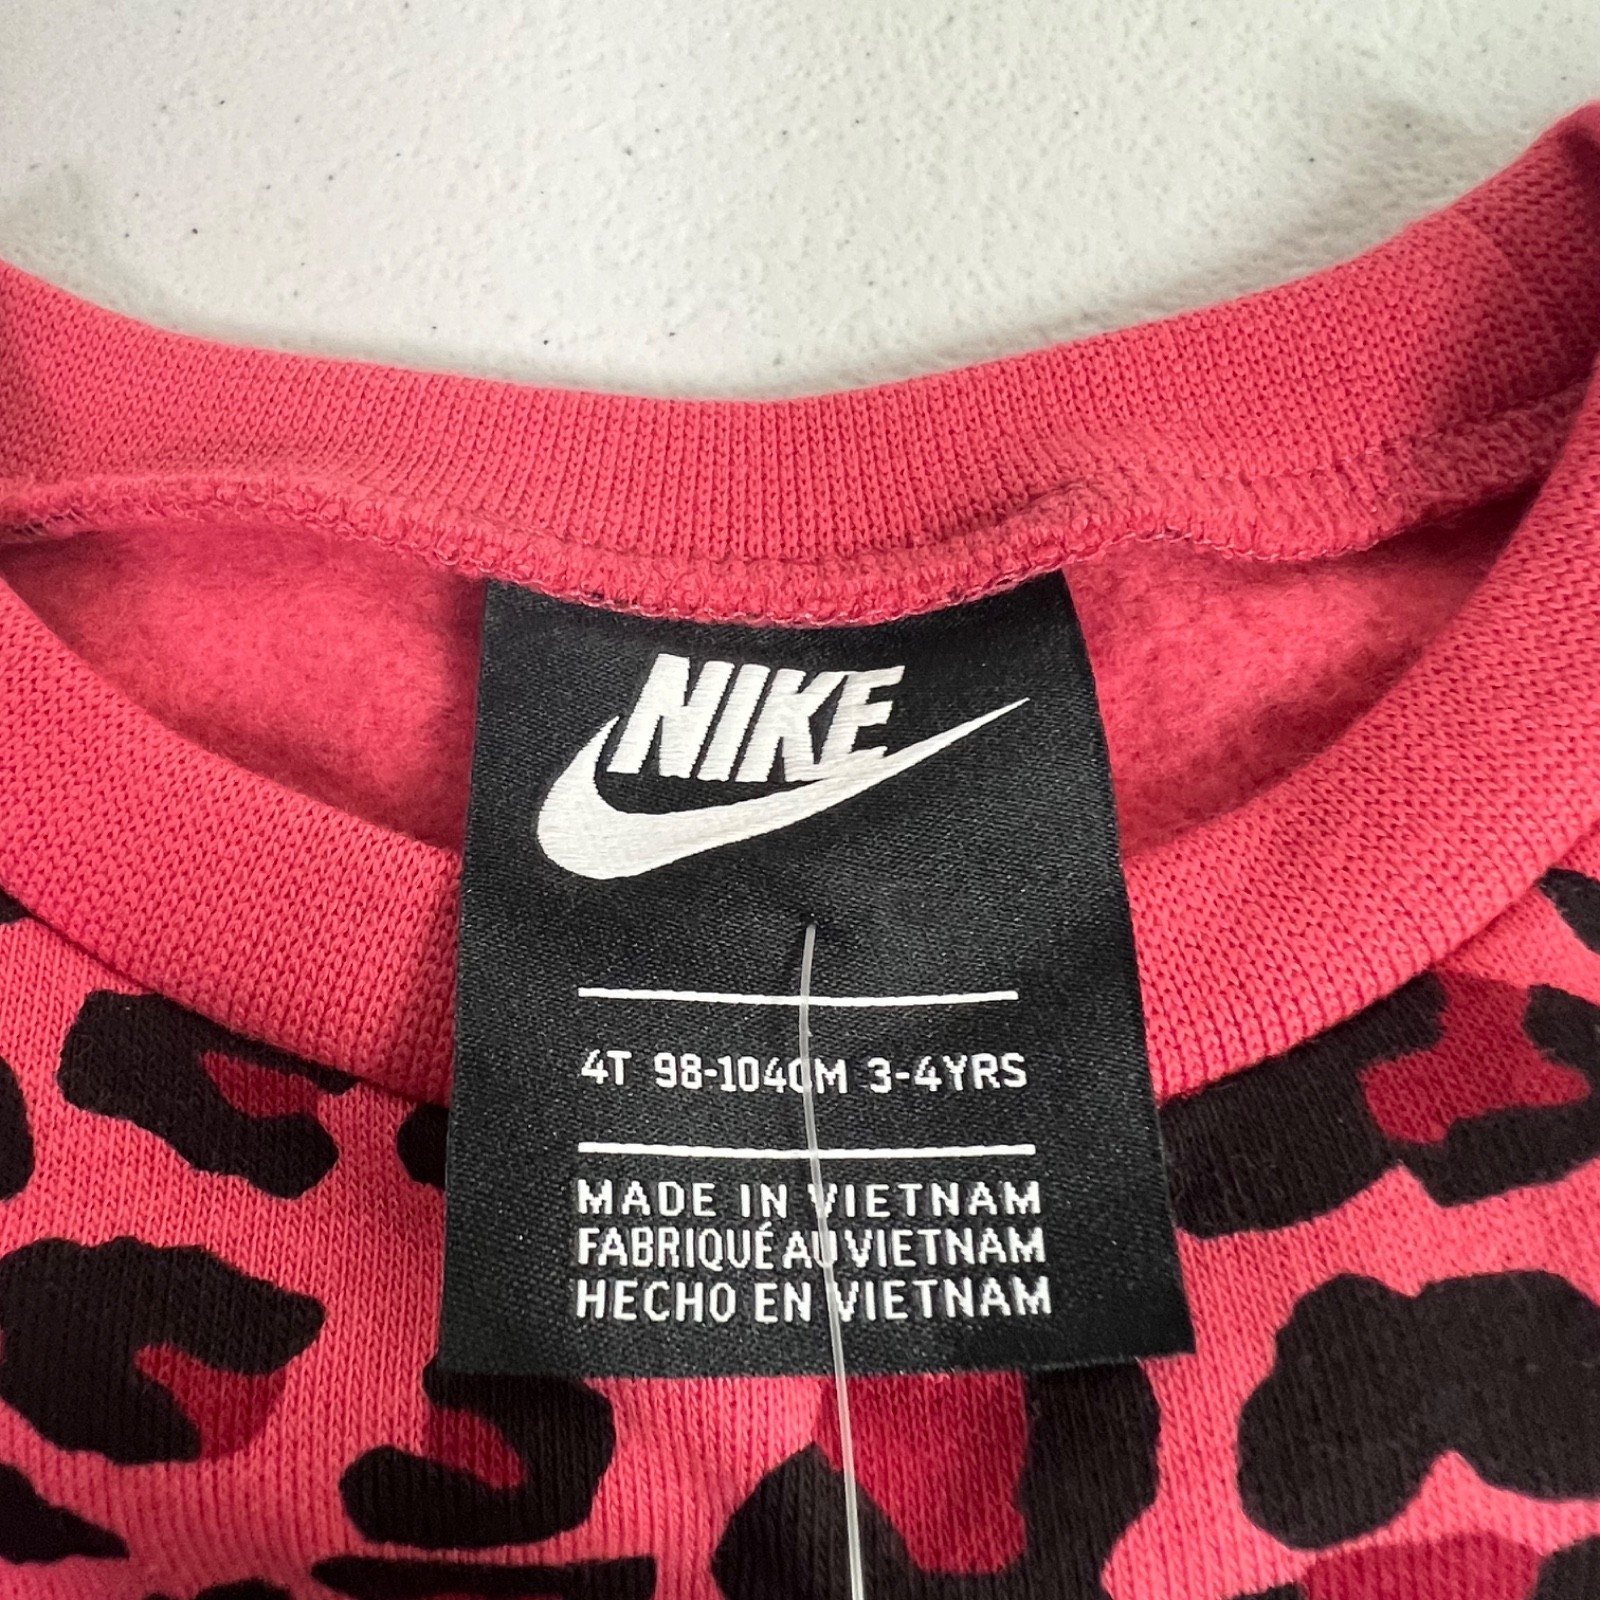 NIKE
4T 98-104CM 3-4YRS
MADE IN VIETNAM
FABRIQUÉ AU VIETNAM
HECHO EN VIETNAM